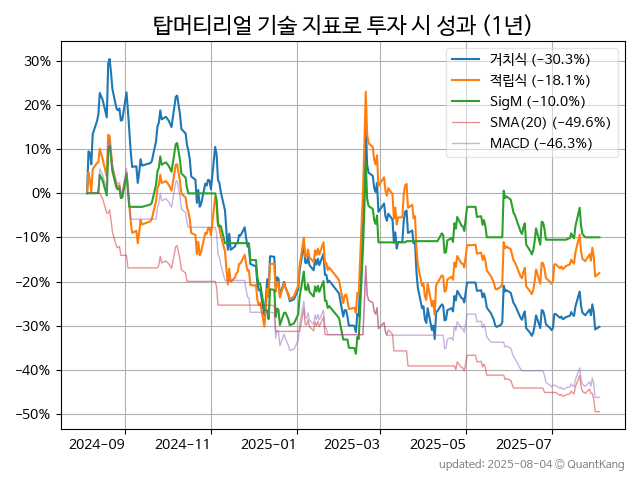 탑머티리얼 기술 지표로 투자 시 성과 (1년)
거치식 (−30.3%)
적립식 (−18.1%)
SigM (−10.0%)
SMA(20) (−49.6%)
MACD (−46.3%)
30%
20%
10%
0%
−10%
−20%
−30%
−40%
−50%
2024-09 2024-11 2025-01 2025-03 2025-05 2025-07
updated: 2025-08-04 © QuantKang